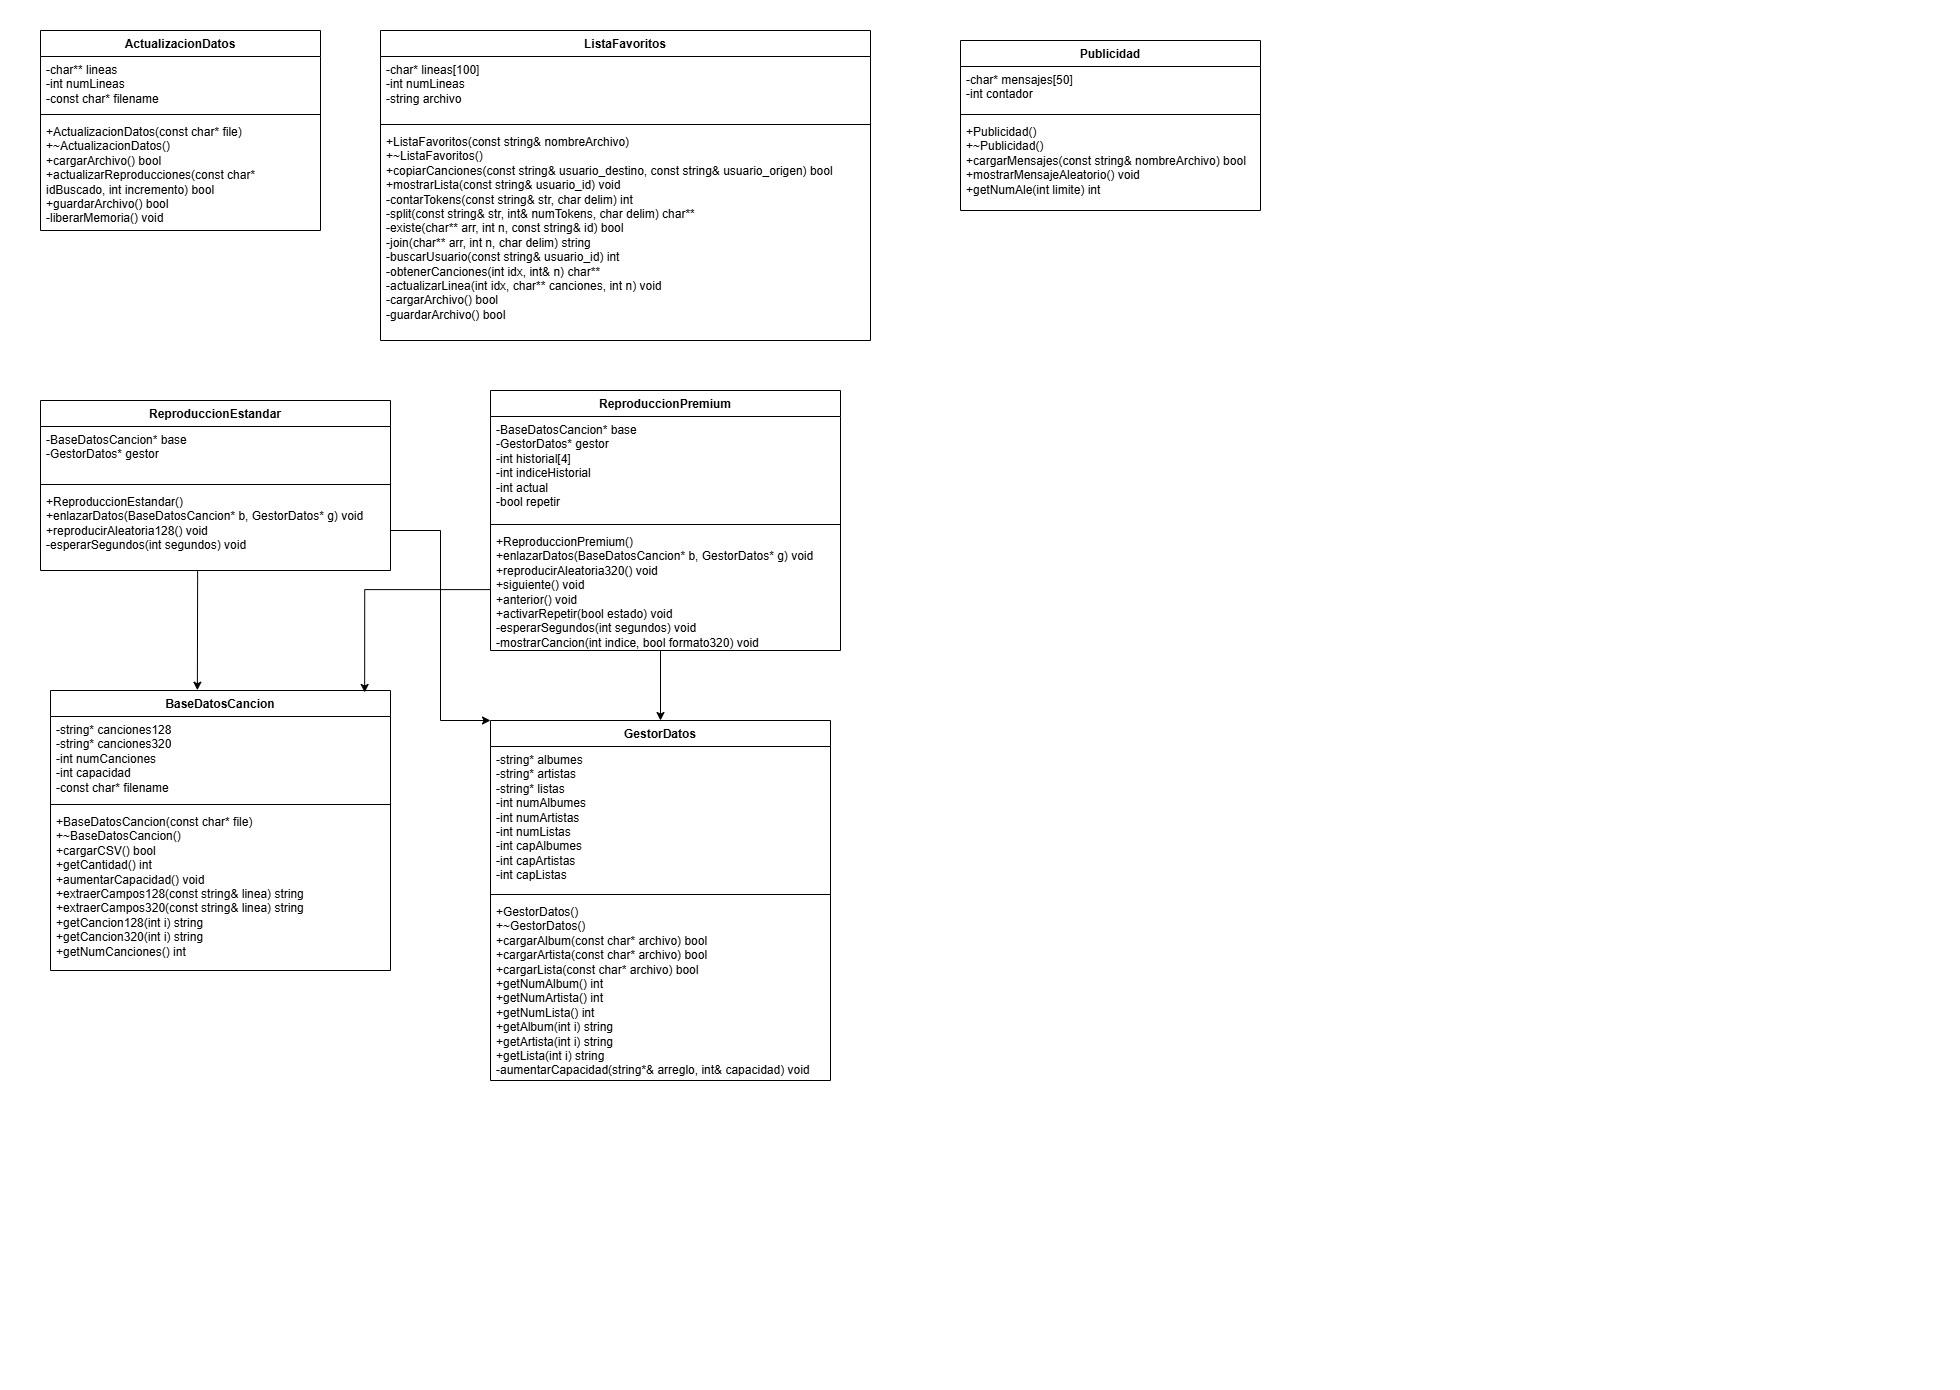 ActualizacionDatos
-char** lineas
-int numLineas
-const char* filename
+ActualizacionDatos(const char* file)
+~ActualizacionDatos()
+cargarArchivo() bool
+actualizarReproducciones(const char*
idBuscado, int incremento) bool
+guardarArchivo() bool
-liberarMemoria() void
ListaFavoritos
-char* lineas[100]
-int numLineas
-string archivo
+ListaFavoritos(const string& nombreArchivo)
+~ListaFavoritos()
+copiarCanciones(const string& usuario_destino, const string& usuario_origen) bool
+mostrarLista(const string& usuario_id) void
-contarTokens(const string& str, char delim) int
-split(const string& str, int& numTokens, char delim) char**
-existe(char** arr, int n, const string& id) bool
-join(char** arr, int n, char delim) string
-buscarUsuario(const string& usuario_id) int
-obtenerCanciones(int idx, int& n) char**
-actualizarLinea(int idx, char** canciones, int n) void
-cargarArchivo() bool
-guardarArchivo() bool
Publicidad
-char* mensajes[50]
-int contador
+Publicidad()
+~Publicidad()
+cargarMensajes(const string& nombreArchivo) bool
+mostrarMensajeAleatorio() void
+getNumAle(int limite) int
ReproduccionEstandar
-BaseDatosCancion* base
-GestorDatos* gestor
+ReproduccionEstandar()
+enlazarDatos(BaseDatosCancion* b, GestorDatos* g) void
+reproducirAleatoria128() void
-esperarSegundos(int segundos) void
ReproduccionPremium
-BaseDatosCancion* base
-GestorDatos* gestor
-int historial[4]
-int indiceHistorial
-int actual
-bool repetir
+ReproduccionPremium()
+enlazarDatos(BaseDatosCancion* b, GestorDatos* g) void
+reproducirAleatoria320() void
+siguiente() void
+anterior() void
+activarRepetir(bool estado) void
-esperarSegundos(int segundos) void
-mostrarCancion(int indice, bool formato320) void
BaseDatosCancion
-string* canciones128
-string* canciones320
-int numCanciones
-int capacidad
-const char* filename
+BaseDatosCancion(const char* file)
+~BaseDatosCancion()
+cargarCSV() bool
+getCantidad() int
+aumentarCapacidad() void
+extraerCampos128(const string& linea) string
+extraerCampos320(const string& linea) string
+getCancion128(int i) string
+getCancion320(int i) string
+getNumCanciones() int
GestorDatos
-string* albumes
-string* artistas
-string* listas
-int numAlbumes
-int numArtistas
-int numListas
-int capAlbumes
-int capArtistas
-int capListas
+GestorDatos()
+~GestorDatos()
+cargarAlbum(const char* archivo) bool
+cargarArtista(const char* archivo) bool
+cargarLista(const char* archivo) bool
+getNumAlbum() int
+getNumArtista() int
+getNumLista() int
+getAlbum(int i) string
+getArtista(int i) string
+getLista(int i) string
-aumentarCapacidad(string*& arreglo, int& capacidad) void